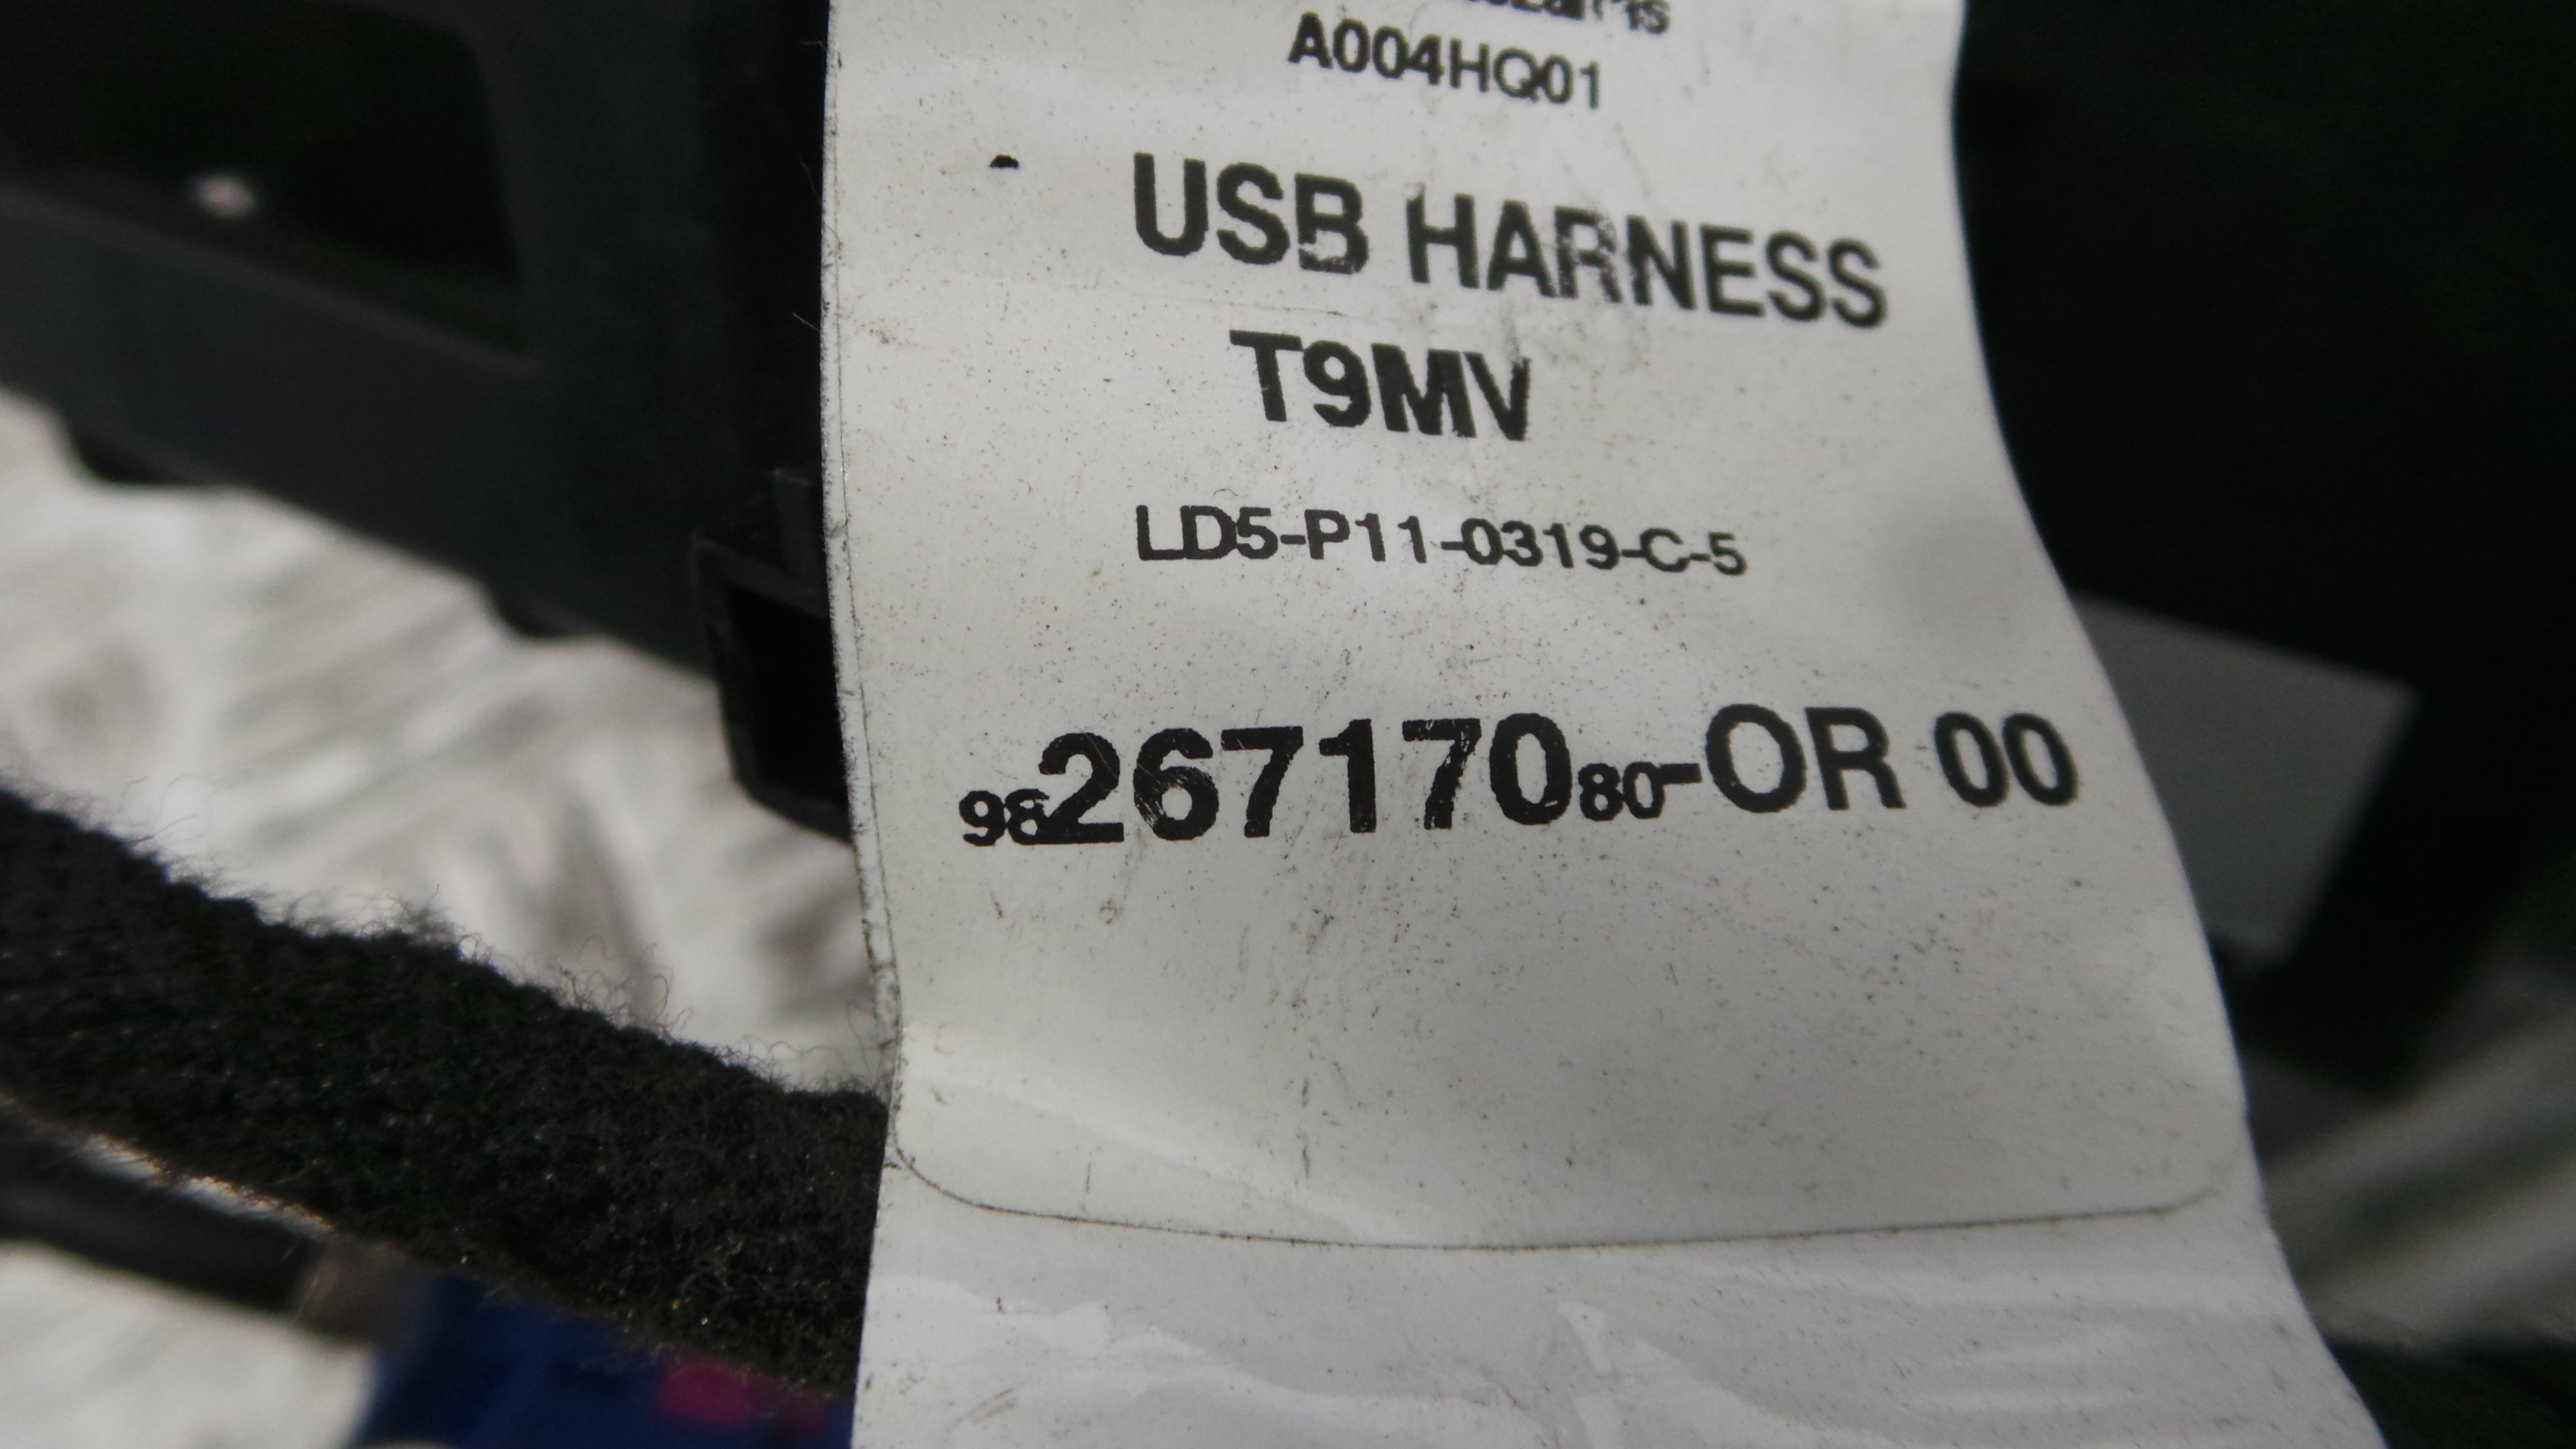 A004HQ01
USB HARNESS
T9MV
LD5-P11-0319-C-5
9826717080-OR 00